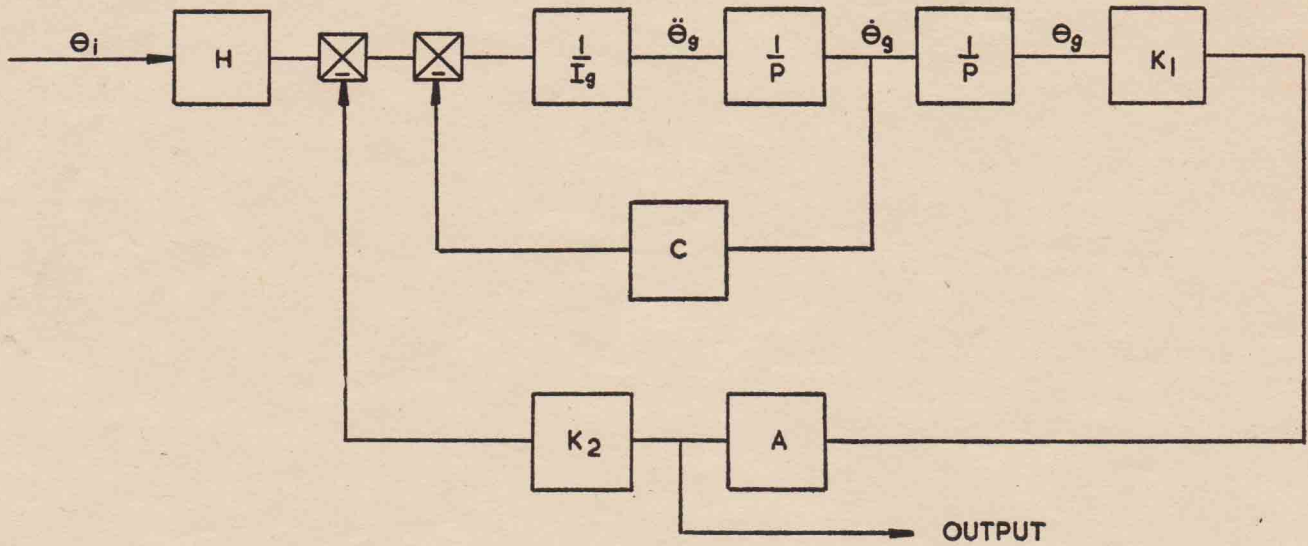 θi
H
-
-
1/Ig
θ̈g
1/P
θ̇g
1/P
θg
K1
C
K2
A
OUTPUT